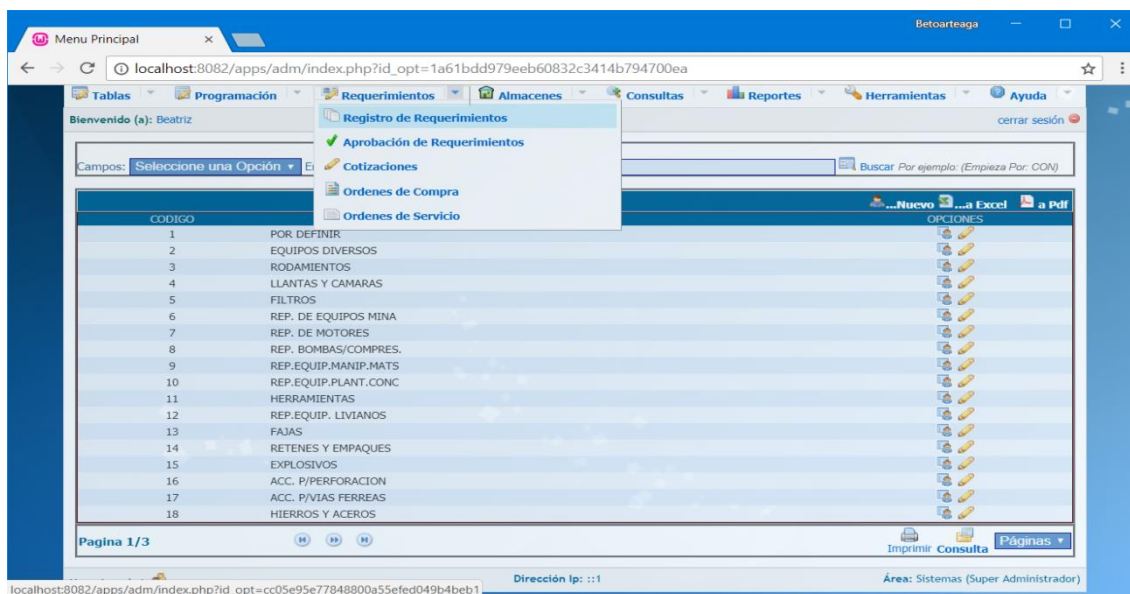 Betoarteaga
Menu Principal
localhost:8082/apps/adm/index.php?id_opt=1a61bdd979eeb60832c3414b794700ea
Tablas Programación Requerimientos Almacenes Consultas Reportes Herramientas Ayuda
Bienvenido (a): Beatriz cerrar sesión
Registro de Requerimientos
Aprobación de Requerimientos
Cotizaciones
Ordenes de Compra
Ordenes de Servicio
Campos: Seleccione una Opción Buscar Por ejemplo: (Empieza Por: CON)
...Nuevo ...a Excel a Pdf
CODIGO OPCIONES
1 POR DEFINIR
2 EQUIPOS DIVERSOS
3 RODAMIENTOS
4 LLANTAS Y CAMARAS
5 FILTROS
6 REP. DE EQUIPOS MINA
7 REP. DE MOTORES
8 REP. BOMBAS/COMPRES.
9 REP.EQUIP.MANIP.MATS
10 REP.EQUIP.PLANT.CONC
11 HERRAMIENTAS
12 REP.EQUIP. LIVIANOS
13 FAJAS
14 RETENES Y EMPAQUES
15 EXPLOSIVOS
16 ACC. P/PERFORACION
17 ACC. P/VIAS FERREAS
18 HIERROS Y ACEROS
Pagina 1/3 Imprimir Consulta Páginas
Dirección Ip: ::1 Área: Sistemas (Super Administrador)
localhost:8082/apps/adm/index.php?id_opt=cc05e95e77848800a55efed049b4beb1